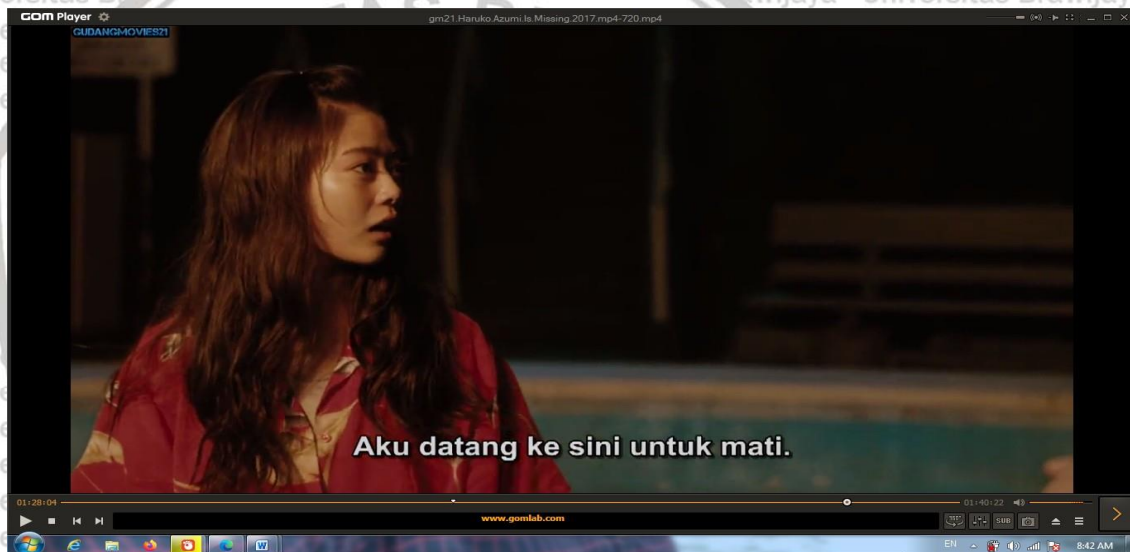 GOM Player
gm21.Haruko.Azumi.Is.Missing.2017.mp4-720.mp4
GUDANGMOVIES21
Aku datang ke sini untuk mati.
01:28:04
01:40:22
www.gomlab.com
360°
SUB
EN
8:42 AM